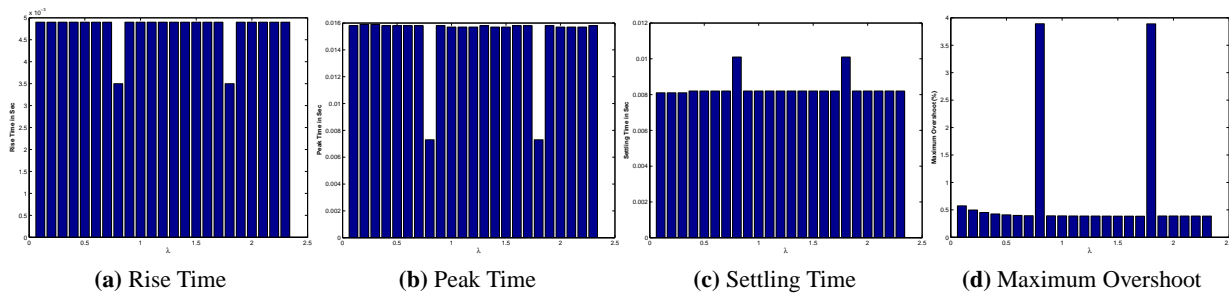 x 10⁻³
5
4.5
4
3.5
3
2.5
2
1.5
1
0.5
0
Rise Time in Sec
0 0.5 1 1.5 2 2.5
λ
(a) Rise Time
0.016
0.014
0.012
0.01
0.008
0.006
0.004
0.002
0
Peak Time in Sec
0 0.5 1 1.5 2 2.5
λ
(b) Peak Time
0.012
0.01
0.008
0.006
0.004
0.002
0
Settling Time in Sec
0 0.5 1 1.5 2 2.5
λ
(c) Settling Time
4
3.5
3
2.5
2
1.5
1
0.5
0
Maximum Overshoot(%)
0 0.5 1 1.5 2
λ
(d) Maximum Overshoot